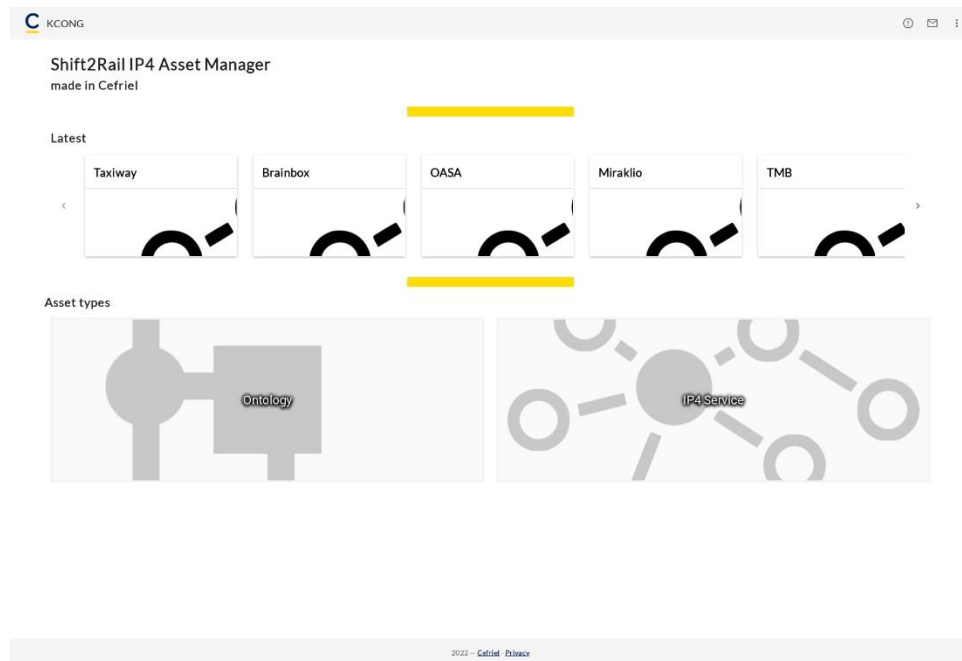 C KCONG
Shift2Rail IP4 Asset Manager
made in Cefriel
Latest
Taxiway Brainbox OASA Miraklio TMB
Asset types
Ontology IP4 Service
2022 — Cefriel · Privacy